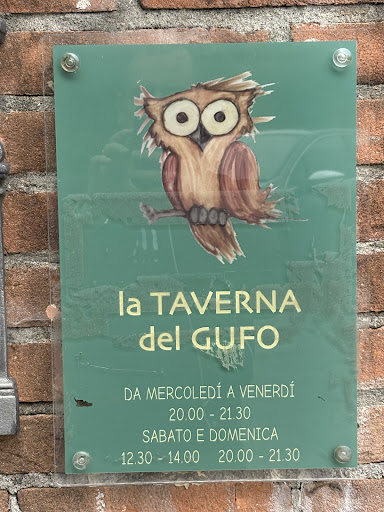 la TAVERNA
del GUFO
DA MERCOLEDÍ A VENERDÍ
20.00 - 21.30
SABATO E DOMENICA
12.30 - 14.00 20.00 - 21.30